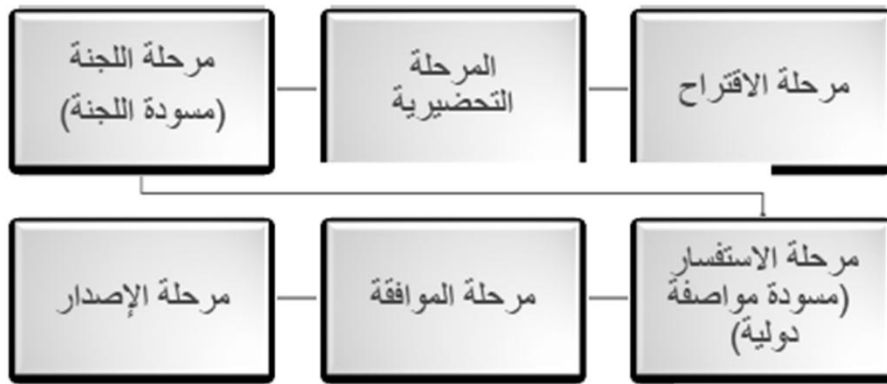 مرحلة الاقتراح
المرحلة
التحضيرية
مرحلة اللجنة
(مسودة اللجنة)
مرحلة الاستفسار
(مسودة مواصفة
دولية)
مرحلة الموافقة
مرحلة الإصدار